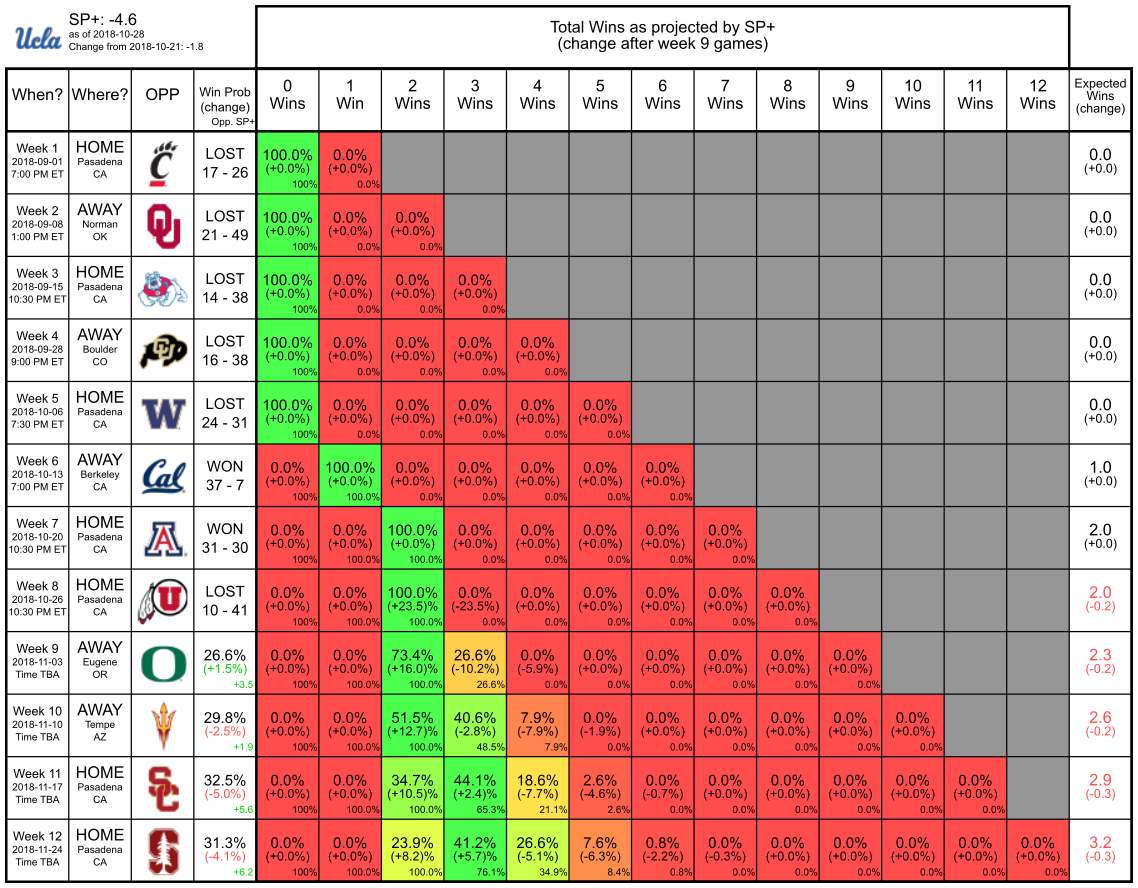 Ucla
SP+: -4.6
as of 2018-10-28
Change from 2018-10-21: -1.8
Total Wins as projected by SP+
(change after week 9 games)
When? Where? OPP Win Prob (change) Opp. SP+ 0 Wins 1 Win 2 Wins 3 Wins 4 Wins 5 Wins 6 Wins 7 Wins 8 Wins 9 Wins 10 Wins 11 Wins 12 Wins Expected Wins (change)
Week 1 HOME C LOST 100.0% 0.0% 0.0
2018-09-01 Pasadena (+0.0%) (+0.0%) (+0.0)
7:00 PM ET CA 17 - 26 100% 0.0%
Week 2 AWAY OU LOST 100.0% 0.0% 0.0% 0.0
2018-09-08 Norman (+0.0%) (+0.0%) (+0.0%) (+0.0)
1:00 PM ET OK 21 - 49 100% 0.0% 0.0%
Week 3 HOME LOST 100.0% 0.0% 0.0% 0.0% 0.0
2018-09-15 Pasadena (+0.0%) (+0.0%) (+0.0%) (+0.0%) (+0.0)
10:30 PM ET CA 14 - 38 100% 0.0% 0.0% 0.0%
Week 4 AWAY CU LOST 100.0% 0.0% 0.0% 0.0% 0.0% 0.0
2018-09-28 Boulder (+0.0%) (+0.0%) (+0.0%) (+0.0%) (+0.0%) (+0.0)
9:00 PM ET CO 16 - 38 100% 0.0% 0.0% 0.0% 0.0%
Week 5 HOME W LOST 100.0% 0.0% 0.0% 0.0% 0.0% 0.0% 0.0
2018-10-06 Pasadena (+0.0%) (+0.0%) (+0.0%) (+0.0%) (+0.0%) (+0.0%) (+0.0)
7:30 PM ET CA 24 - 31 100% 0.0% 0.0% 0.0% 0.0% 0.0%
Week 6 AWAY Cal WON 0.0% 100.0% 0.0% 0.0% 0.0% 0.0% 0.0% 1.0
2018-10-13 Berkeley (+0.0%) (+0.0%) (+0.0%) (+0.0%) (+0.0%) (+0.0%) (+0.0%) (+0.0)
7:00 PM ET CA 37 - 7 100% 100.0% 0.0% 0.0% 0.0% 0.0% 0.0%
Week 7 HOME A WON 0.0% 0.0% 100.0% 0.0% 0.0% 0.0% 0.0% 0.0% 2.0
2018-10-20 Pasadena (+0.0%) (+0.0%) (+0.0%) (+0.0%) (+0.0%) (+0.0%) (+0.0%) (+0.0%) (+0.0)
10:30 PM ET CA 31 - 30 100% 100.0% 100.0% 0.0% 0.0% 0.0% 0.0% 0.0%
Week 8 HOME U LOST 0.0% 0.0% 100.0% 0.0% 0.0% 0.0% 0.0% 0.0% 0.0% 2.0
2018-10-26 Pasadena (+0.0%) (+0.0%) (+23.5)% (-23.5%) (+0.0%) (+0.0%) (+0.0%) (+0.0%) (+0.0%) (-0.2)
10:30 PM ET CA 10 - 41 100% 100.0% 100.0% 0.0% 0.0% 0.0% 0.0% 0.0% 0.0%
Week 9 AWAY O 26.6% 0.0% 0.0% 73.4% 26.6% 0.0% 0.0% 0.0% 0.0% 0.0% 0.0% 2.3
2018-11-03 Eugene (+1.5%) (+0.0%) (+0.0%) (+16.0)% (-10.2%) (-5.9%) (+0.0%) (+0.0%) (+0.0%) (+0.0%) (+0.0%) (-0.2)
Time TBA OR +3.5 100% 100.0% 100.0% 26.6% 0.0% 0.0% 0.0% 0.0% 0.0% 0.0%
Week 10 AWAY 29.8% 0.0% 0.0% 51.5% 40.6% 7.9% 0.0% 0.0% 0.0% 0.0% 0.0% 0.0% 2.6
2018-11-10 Tempe (-2.5%) (+0.0%) (+0.0%) (+12.7)% (-2.8%) (-7.9%) (-1.9%) (+0.0%) (+0.0%) (+0.0%) (+0.0%) (+0.0%) (-0.2)
Time TBA AZ +1.9 100% 100.0% 100.0% 48.5% 7.9% 0.0% 0.0% 0.0% 0.0% 0.0% 0.0%
Week 11 HOME SC 32.5% 0.0% 0.0% 34.7% 44.1% 18.6% 2.6% 0.0% 0.0% 0.0% 0.0% 0.0% 0.0% 2.9
2018-11-17 Pasadena (-5.0%) (+0.0%) (+0.0%) (+10.5)% (+2.4)% (-7.7%) (-4.6%) (-0.7%) (+0.0%) (+0.0%) (+0.0%) (+0.0%) (+0.0%) (-0.3)
Time TBA CA +5.6 100% 100.0% 100.0% 65.3% 21.1% 2.6% 0.0% 0.0% 0.0% 0.0% 0.0% 0.0%
Week 12 HOME S 31.3% 0.0% 0.0% 23.9% 41.2% 26.6% 7.6% 0.8% 0.0% 0.0% 0.0% 0.0% 0.0% 0.0% 3.2
2018-11-24 Pasadena (-4.1%) (+0.0%) (+0.0%) (+8.2)% (+5.7)% (-5.1%) (-6.3%) (-2.2%) (-0.3%) (+0.0%) (+0.0%) (+0.0%) (+0.0%) (+0.0%) (-0.3)
Time TBA CA +6.2 100% 100.0% 100.0% 76.1% 34.9% 8.4% 0.8% 0.0% 0.0% 0.0% 0.0% 0.0% 0.0%